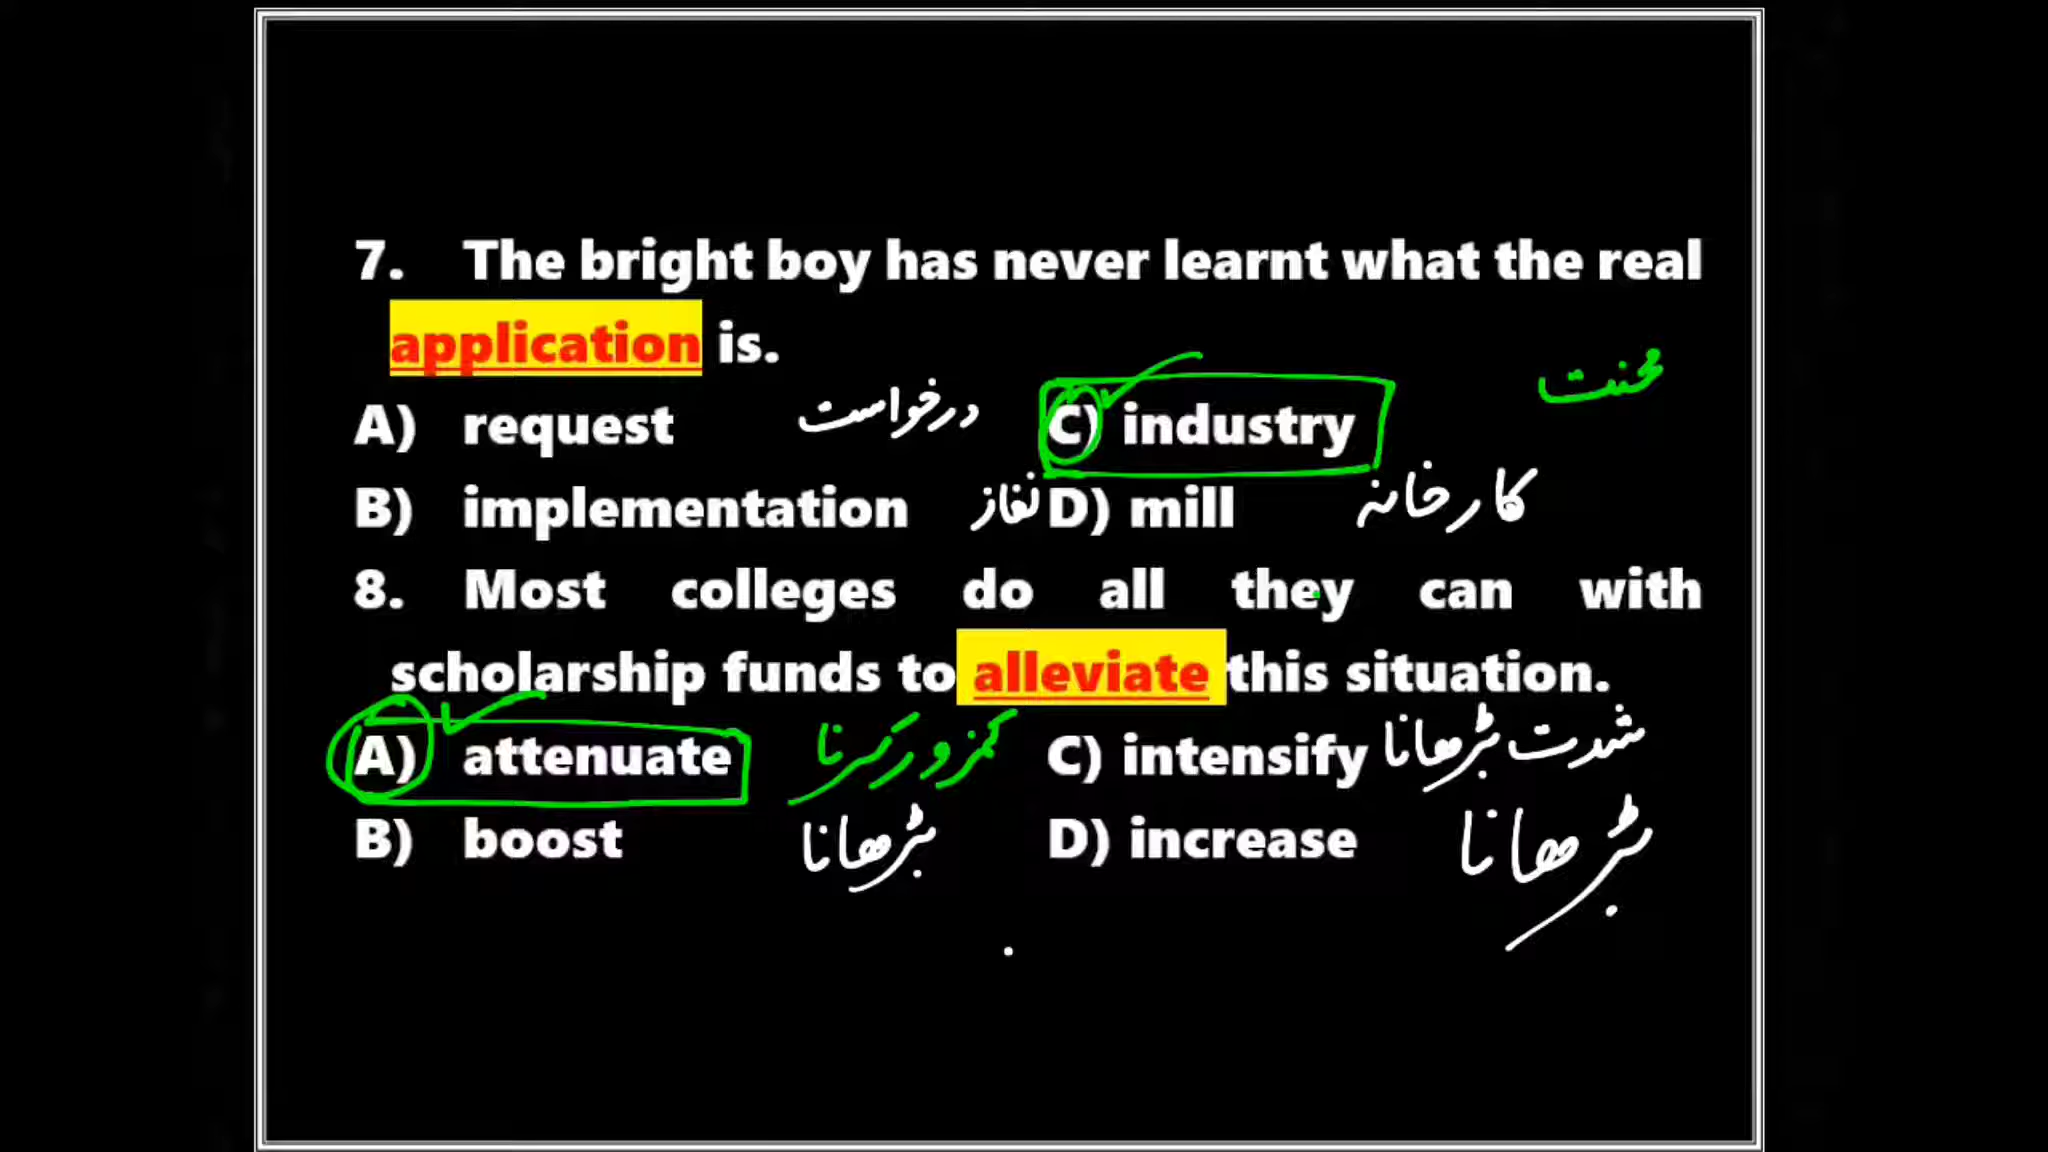 7. The bright boy has never learnt what the real
application is.
محنت
A) request درخواست C) industry
B) implementation نفاز D) mill کارخانہ
8. Most colleges do all they can with
scholarship funds to alleviate this situation.
A) attenuate کمزور کرنا C) intensify شدت بڑھانا
B) boost بڑھانا D) increase بڑھانا